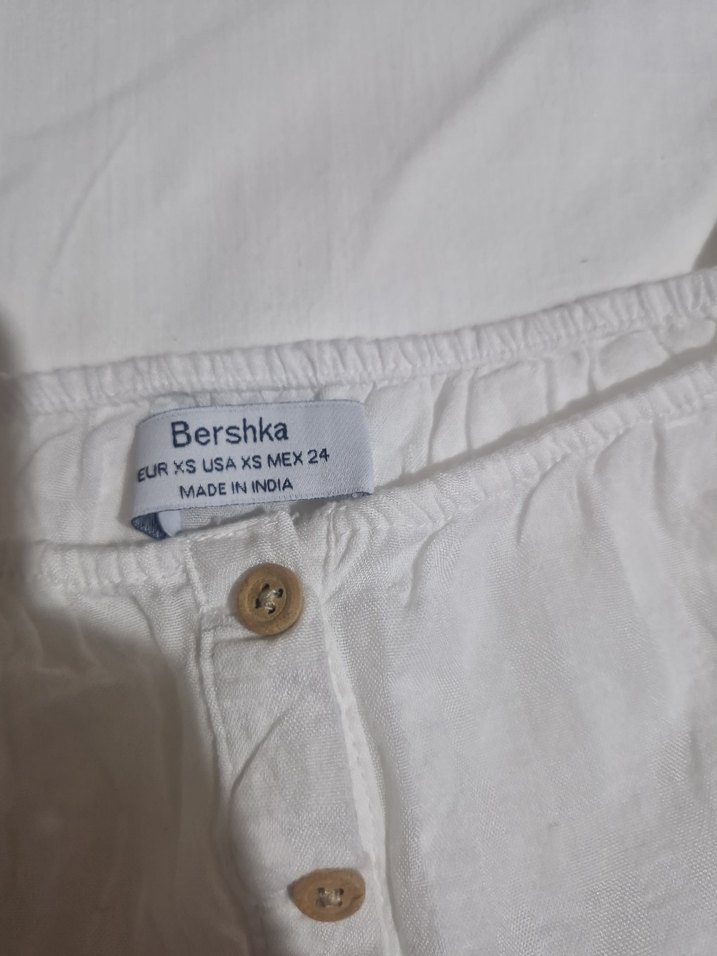 Bershka
EUR XS USA XS MEX 24
MADE IN INDIA